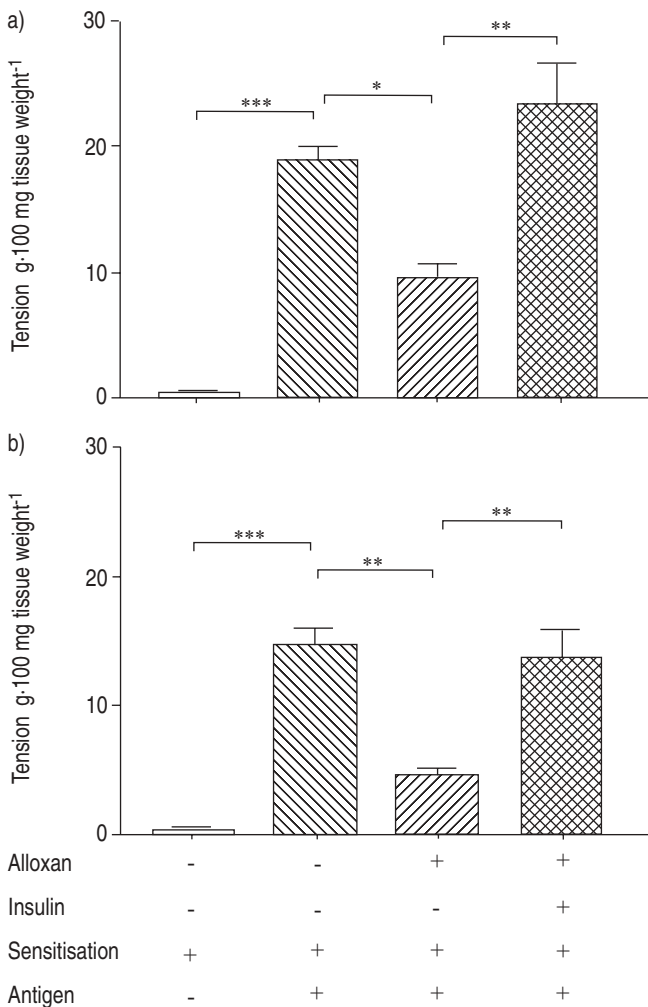 a)
30
20
10
0
Tension g·100 mg tissue weight-1
***
*
**
b)
30
20
10
0
Tension g·100 mg tissue weight-1
***
**
**
Alloxan - - + +
Insulin - - - +
Sensitisation + + + +
Antigen - + + +